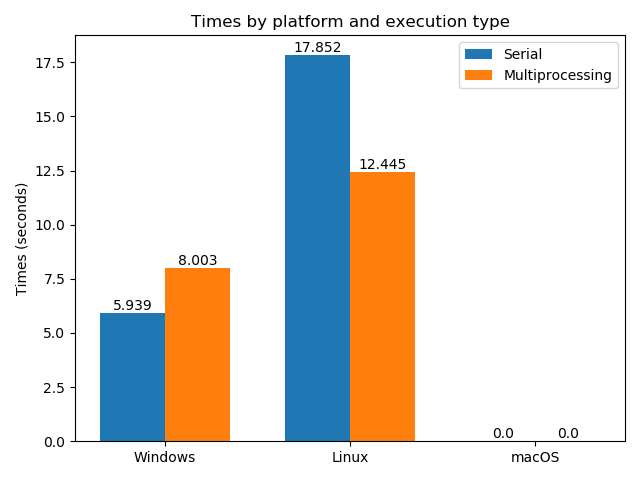 Times by platform and execution type
Serial
Multiprocessing
Times (seconds)
17.5
15.0
12.5
10.0
7.5
5.0
2.5
0.0
5.939
8.003
17.852
12.445
0.0
0.0
Windows
Linux
macOS